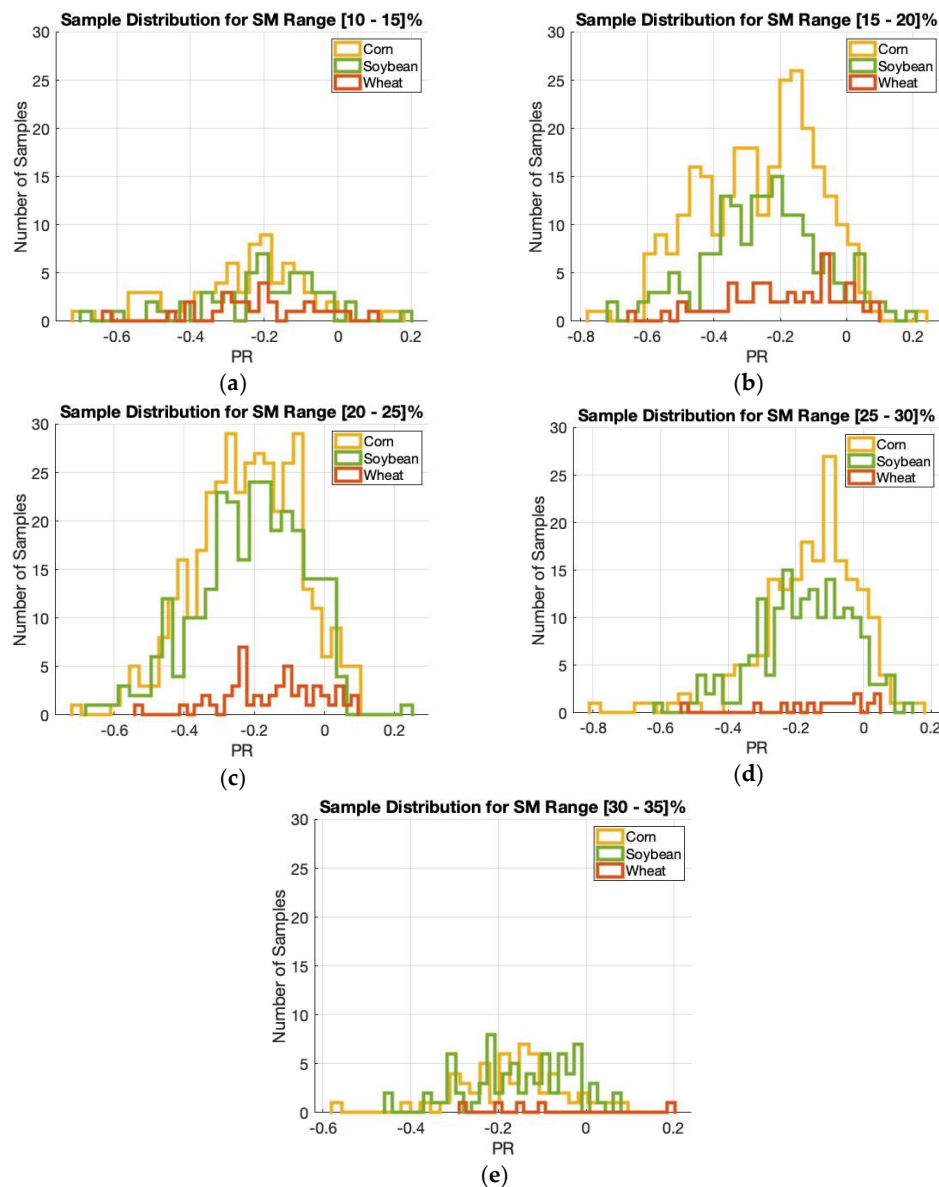 Sample Distribution for SM Range [10 - 15]%
30
25
20
15
10
5
0
Number of Samples
Corn
Soybean
Wheat
-0.6 -0.4 -0.2 0 0.2
PR
(a)
Sample Distribution for SM Range [15 - 20]%
30
25
20
15
10
5
0
Number of Samples
Corn
Soybean
Wheat
-0.8 -0.6 -0.4 -0.2 0 0.2
PR
(b)
Sample Distribution for SM Range [20 - 25]%
30
25
20
15
10
5
0
Number of Samples
Corn
Soybean
Wheat
-0.6 -0.4 -0.2 0 0.2
PR
(c)
Sample Distribution for SM Range [25 - 30]%
30
25
20
15
10
5
0
Number of Samples
Corn
Soybean
Wheat
-0.8 -0.6 -0.4 -0.2 0 0.2
PR
(d)
Sample Distribution for SM Range [30 - 35]%
30
25
20
15
10
5
0
Number of Samples
Corn
Soybean
Wheat
-0.6 -0.4 -0.2 0 0.2
PR
(e)